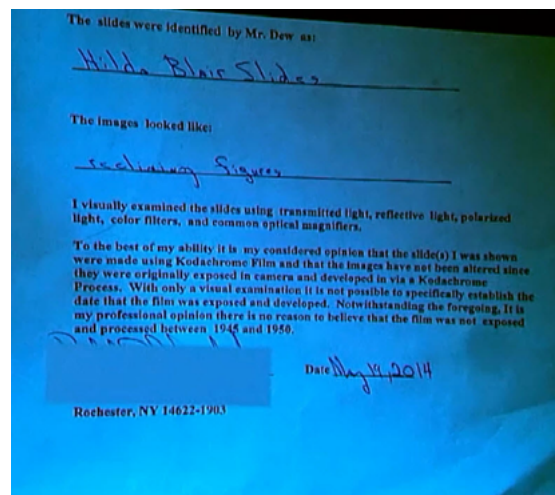 The slides were identified by Mr. Dew as:
Hilda Blair Slides
The images looked like:
reclining figures
I visually examined the slides using transmitted light, reflective light, polarized
light, color filters, and common optical magnifiers.
To the best of my ability it is my considered opinion that the slide(s) I was shown
were made using Kodachrome Film and that the images have not been altered since
they were originally exposed in camera and developed in via a Kodachrome
Process. With only a visual examination it is not possible to specifically establish the
date that the film was exposed and developed. Notwithstanding the foregoing, It is
my professional opinion there is no reason to believe that the film was not exposed
and processed between 1945 and 1950.
Date May 19, 2014
Rochester, NY 14622-1903